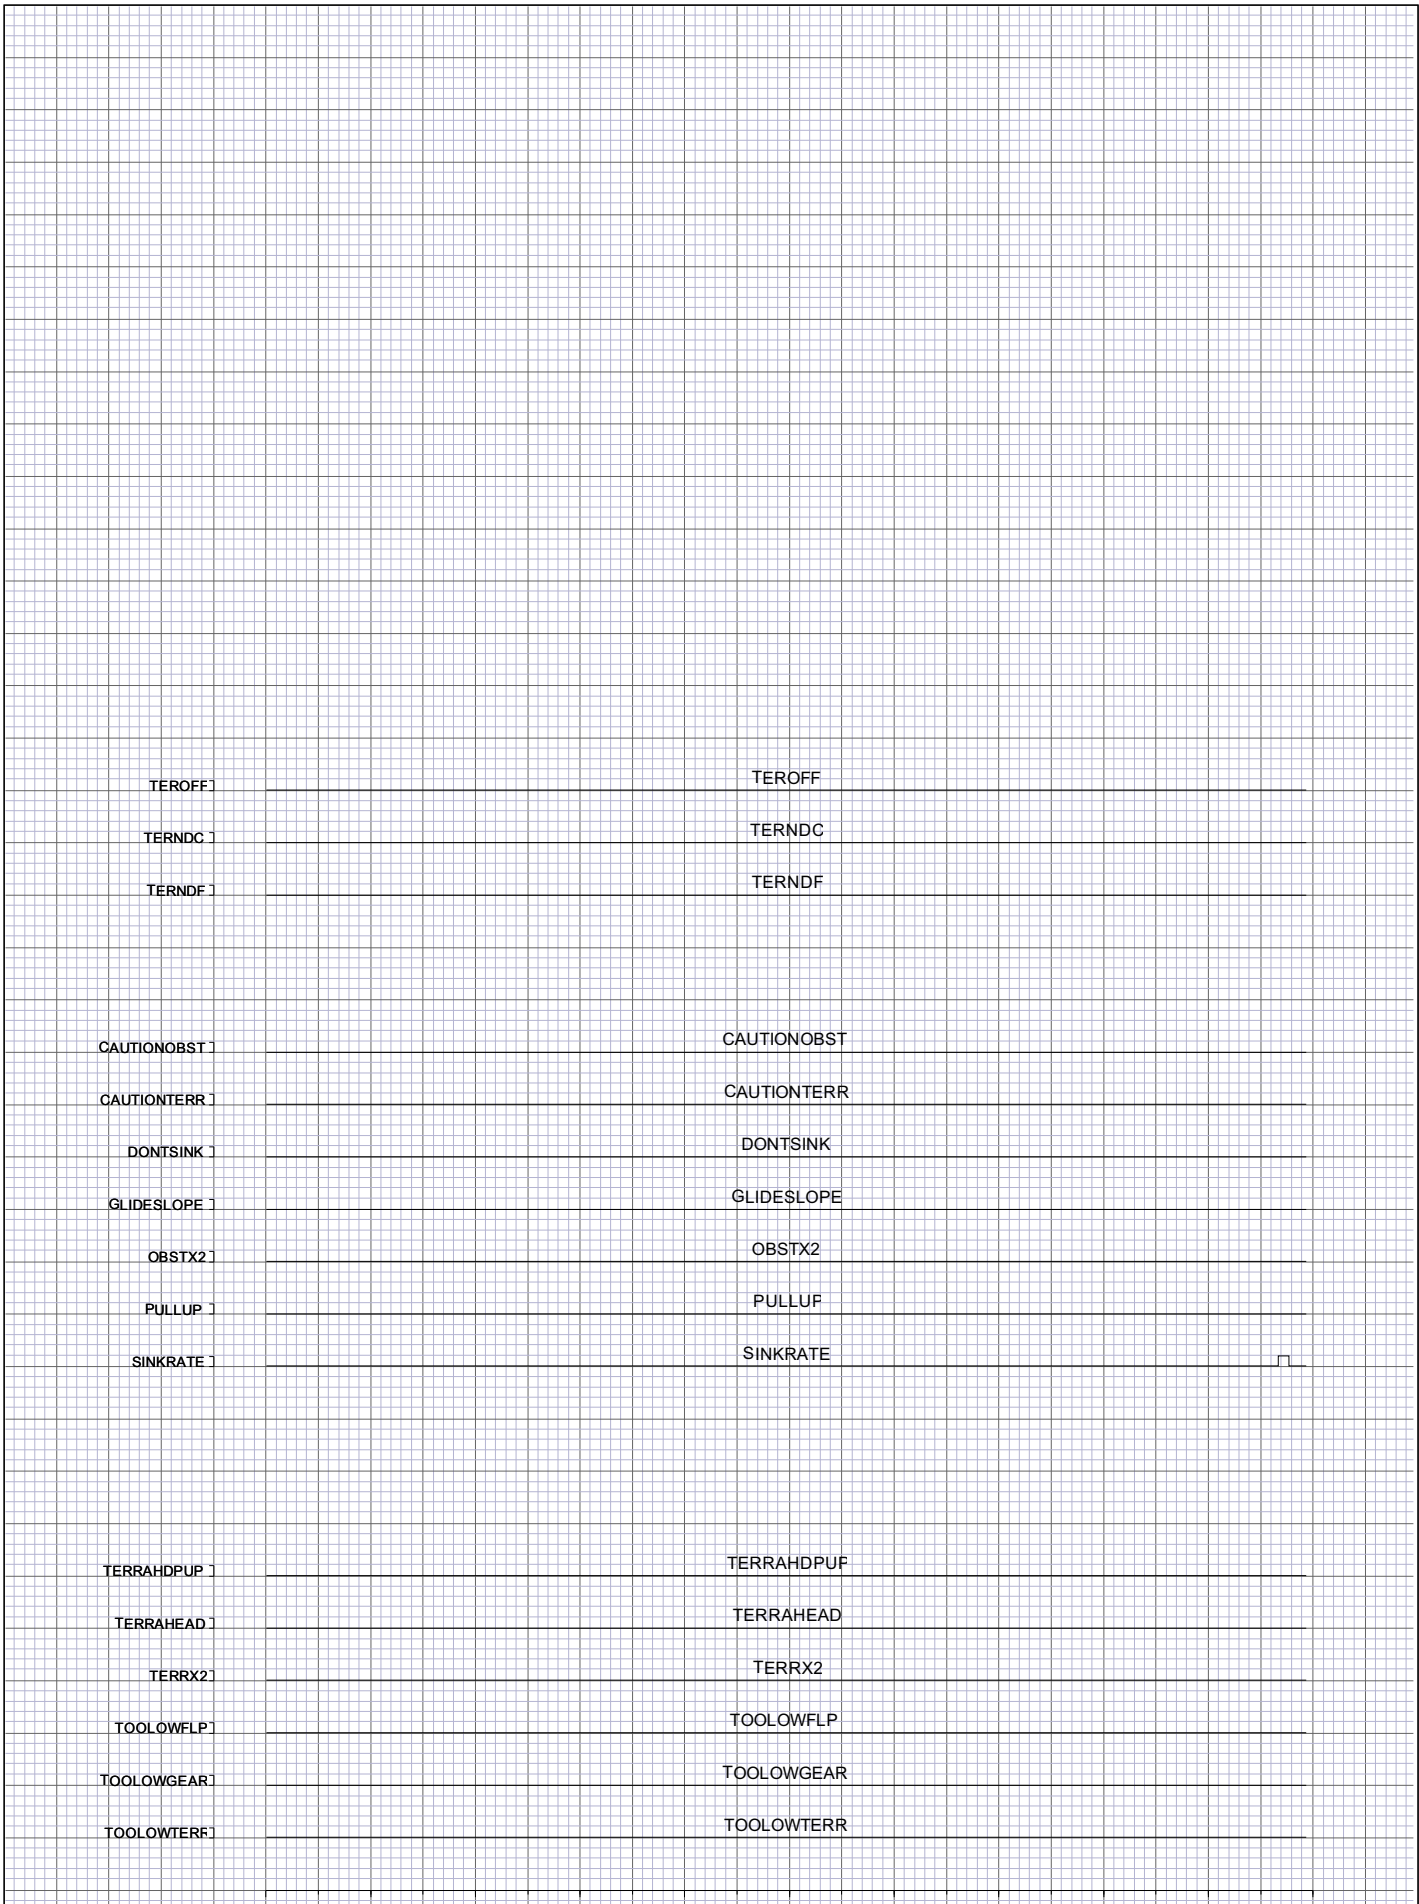 TEROFF TEROFF
TERNDC TERNDC
TERNDF TERNDF
CAUTIONOBST CAUTIONOBST
CAUTIONTERR CAUTIONTERR
DONTSINK DONTSINK
GLIDESLOPE GLIDESLOPE
OBSTX2 OBSTX2
PULLUP PULLUP
SINKRATE SINKRATE
TERRAHDPUP TERRAHDPUP
TERRAHEAD TERRAHEAD
TERRX2 TERRX2
TOOLOWFLP TOOLOWFLP
TOOLOWGEAR TOOLOWGEAR
TOOLOWTERR TOOLOWTERR